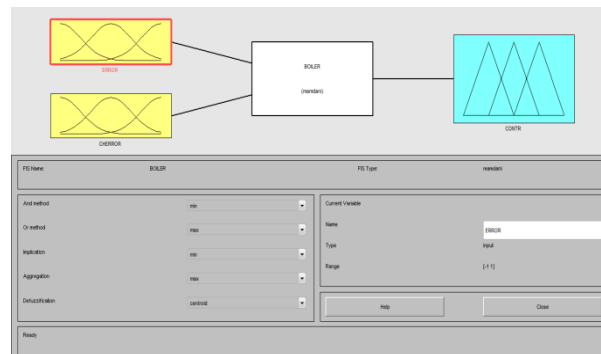 ERROR
BOILER
(mamdani)
CHERROR
CONTR
FIS Name: BOILER FIS Type: mamdani
And method min
Or method max
Implication min
Aggregation max
Defuzzification centroid
Current Variable
Name ERROR
Type input
Range [-1 1]
Help Close
Ready